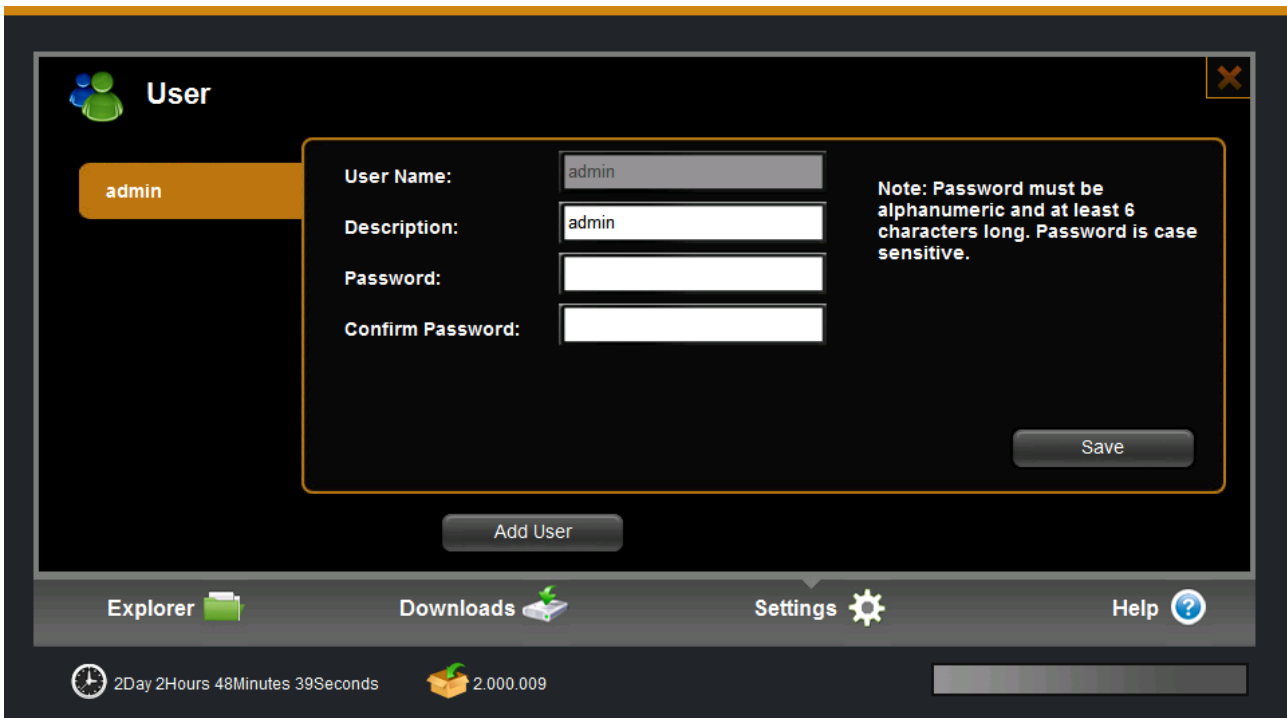 User
admin
User Name:
admin
Description:
admin
Password:
Confirm Password:
Note: Password must be
alphanumeric and at least 6
characters long. Password is case
sensitive.
Save
Add User
Explorer
Downloads
Settings
Help
2Day 2Hours 48Minutes 39Seconds
2.000.009